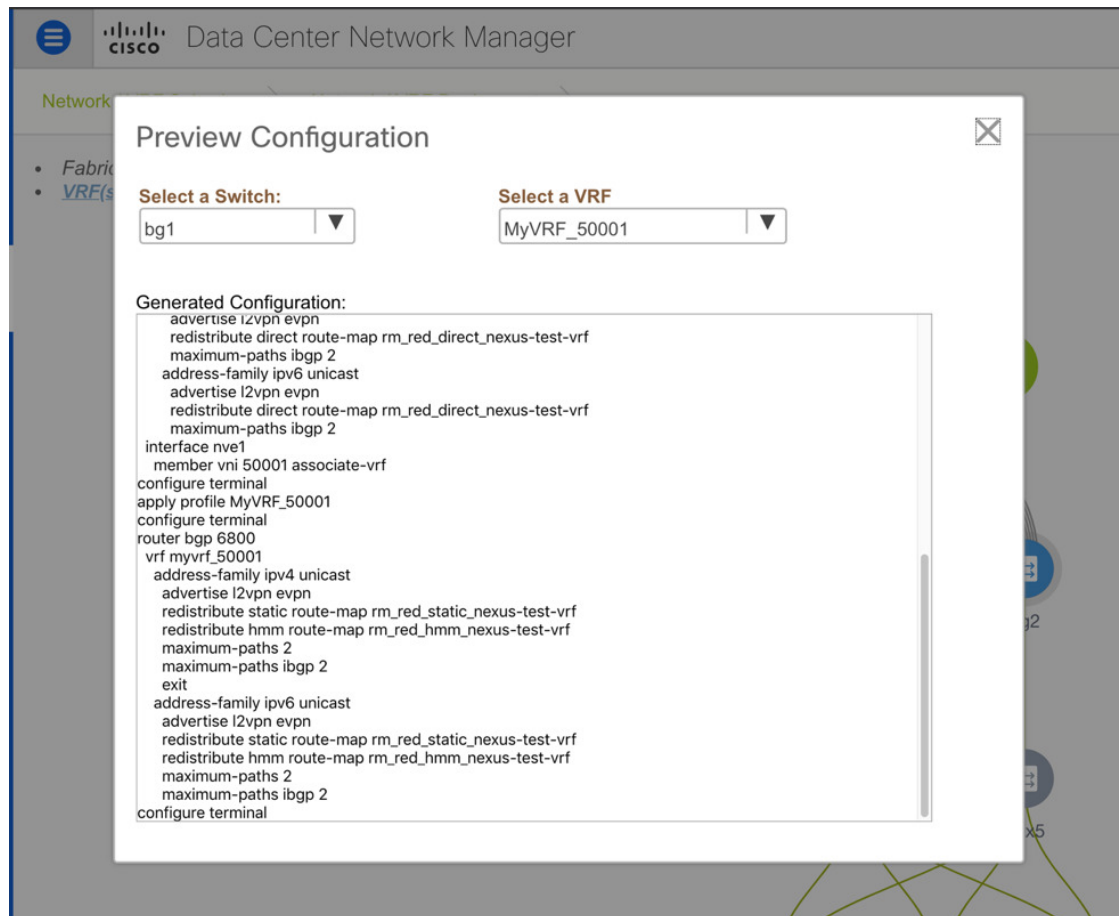 CISCO Data Center Network Manager
Network
Preview Configuration
• Fabric
• VRF(s
Select a Switch:
Select a VRF
bg1
MyVRF_50001
Generated Configuration:
advertise l2vpn evpn
redistribute direct route-map rm_red_direct_nexus-test-vrf
maximum-paths ibgp 2
address-family ipv6 unicast
advertise l2vpn evpn
redistribute direct route-map rm_red_direct_nexus-test-vrf
maximum-paths ibgp 2
interface nve1
member vni 50001 associate-vrf
configure terminal
apply profile MyVRF_50001
configure terminal
router bgp 6800
vrf myvrf_50001
address-family ipv4 unicast
advertise l2vpn evpn
redistribute static route-map rm_red_static_nexus-test-vrf
redistribute hmm route-map rm_red_hmm_nexus-test-vrf
maximum-paths 2
maximum-paths ibgp 2
exit
address-family ipv6 unicast
advertise l2vpn evpn
redistribute static route-map rm_red_static_nexus-test-vrf
redistribute hmm route-map rm_red_hmm_nexus-test-vrf
maximum-paths 2
maximum-paths ibgp 2
configure terminal
g2
x5